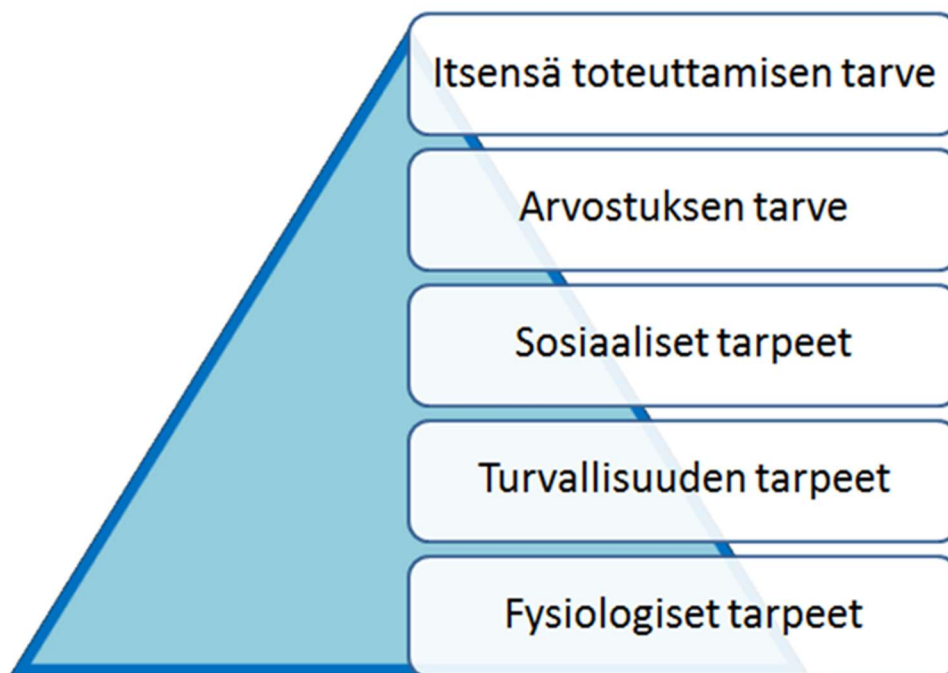 Itsensä toteuttamisen tarve
Arvostuksen tarve
Sosiaaliset tarpeet
Turvallisuuden tarpeet
Fysiologiset tarpeet